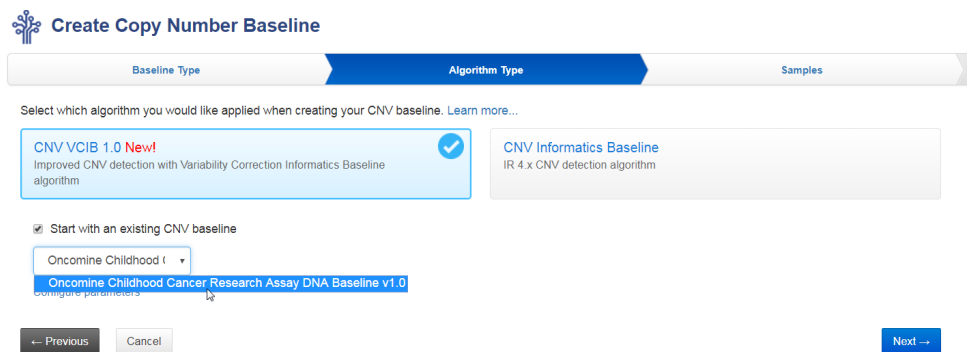 Create Copy Number Baseline
Baseline Type
Algorithm Type
Samples
Select which algorithm you would like applied when creating your CNV baseline. Learn more...
CNV VCIB 1.0 New!
Improved CNV detection with Variability Correction Informatics Baseline
algorithm
CNV Informatics Baseline
IR 4.x CNV detection algorithm
Start with an existing CNV baseline
Oncomine Childhood (
Oncomine Childhood Cancer Research Assay DNA Baseline v1.0
Configure parameters
← Previous
Cancel
Next →